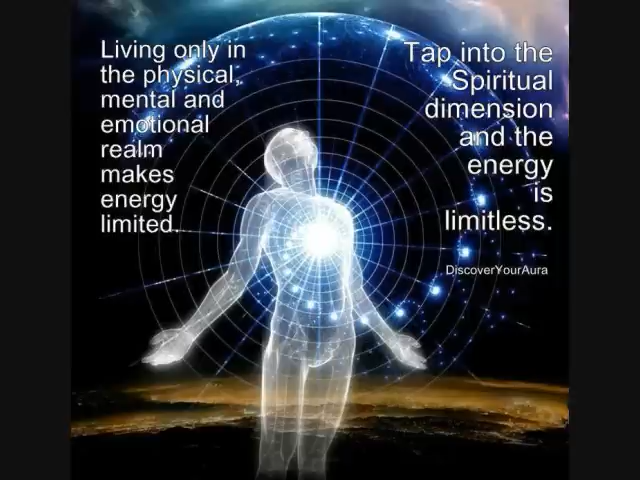 Living only in
the physical,
mental and
emotional
realm
makes
energy
limited.
Tap into the
Spiritual
dimension
and the
energy
is
limitless.
DiscoverYourAura